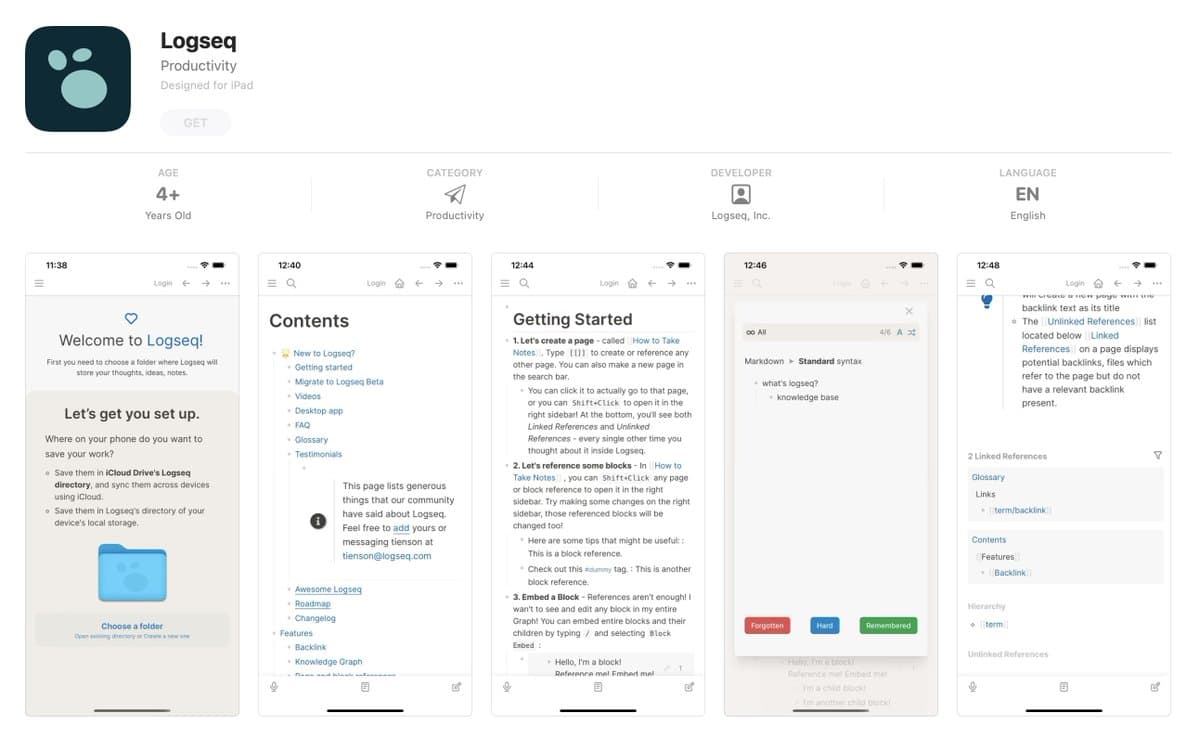 Logseq
Productivity
Designed for iPad
GET
AGE
4+
Years Old
CATEGORY
Productivity
DEVELOPER
Logseq, Inc.
LANGUAGE
EN
English
11:38
Login
Welcome to Logseq!
First you need to choose a folder where Logseq will
store your thoughts, ideas, notes.
Let's get you set up.
Where on your phone do you want to
save your work?
Save them in iCloud Drive's Logseq
directory, and sync them across devices
using iCloud.
Save them in Logseq's directory of your
device's local storage.
Choose a folder
Open existing directory or Create a new one
12:40
Login
Contents
New to Logseq?
Getting started
Migrate to Logseq Beta
Videos
Desktop app
FAQ
Glossary
Testimonials
This page lists generous
things that our community
have said about Logseq.
Feel free to add yours or
messaging tienson at
tienson@logseq.com
Awesome Logseq
Roadmap
Changelog
Features
Backlink
Knowledge Graph
Page and block references
12:44
Login
Getting Started
1. Let's create a page - called [[How to Take
Notes]]. Type [[]] to create or reference any
other page. You can also make a new page in
the search bar.
You can click it to actually go to that page,
or you can Shift+Click to open it in the
right sidebar! At the bottom, you'll see both
Linked References and Unlinked
References - every single other time you
thought about it inside Logseq.
2. Let's reference some blocks - In [[How to
Take Notes]], you can Shift+Click any page
or block reference to open it in the right
sidebar. Try making some changes on the right
sidebar, those referenced blocks will be
changed too!
Here are some tips that might be useful: :
This is a block reference.
Check out this #dummy tag. : This is another
block reference.
3. Embed a Block - References aren't enough! I
want to see and edit any block in my entire
Graph! You can embed entire blocks and their
children by typing / and selecting Block
Embed :
Hello, I'm a block!
1
Reference me! Embed me!
12:46
Login
∞ All
4/6 A
Markdown ➤ Standard syntax
what's logseq?
knowledge base
Forgotten
Hard
Remembered
Hello, I'm a block!
Reference me! Embed me!
I'm a child block!
I'm another child block!
12:48
Login
will create a new page with the
backlink text as its title
The [[Unlinked References]] list
located below [[Linked
References]] on a page displays
potential backlinks, files which
refer to the page but do not
have a relevant backlink
present.
2 Linked References
Glossary
Links
[[term/backlink]]
Contents
[[Features]]
[[Backlink]]
Hierarchy
[[term]]
Unlinked References